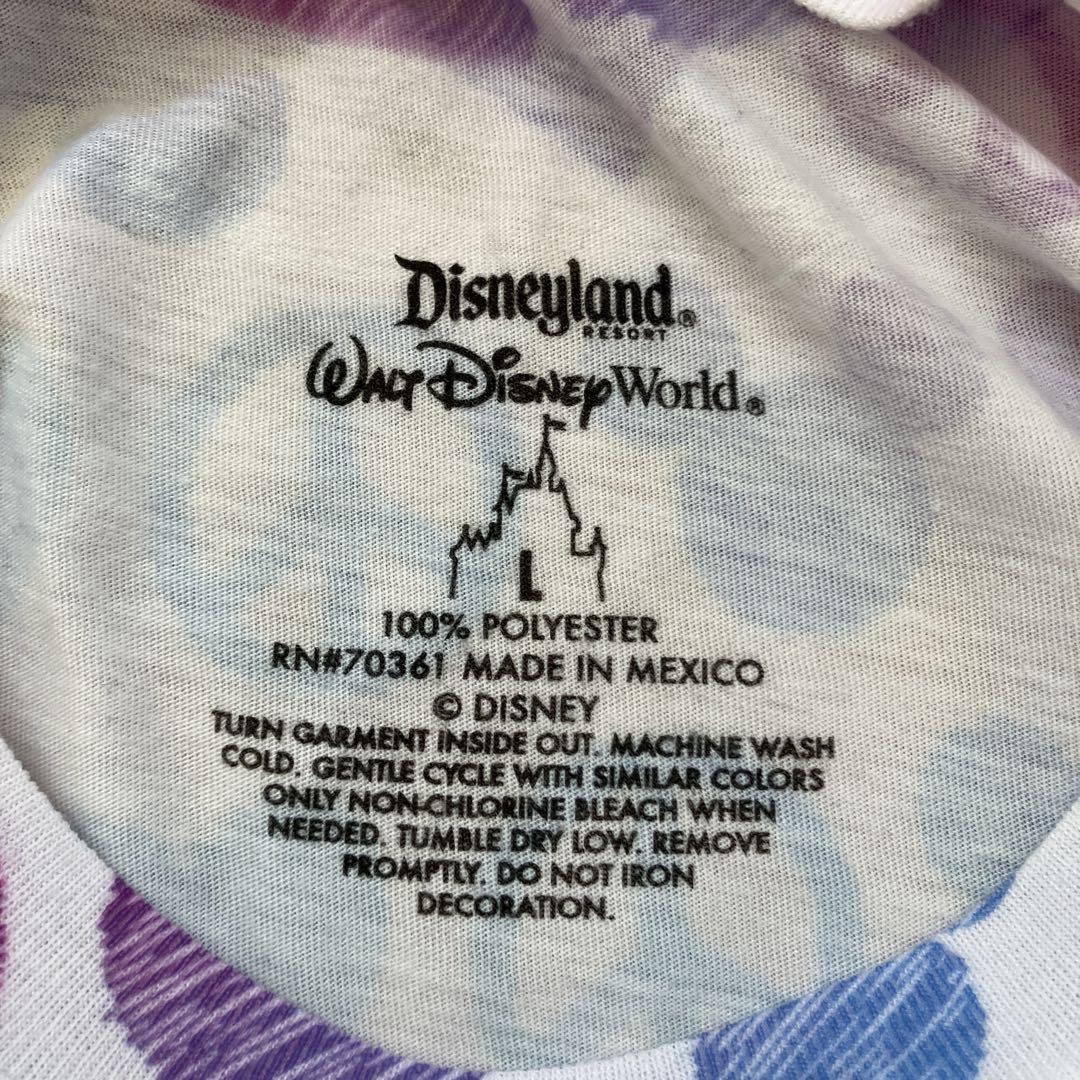 Disneyland®
RESORT
WALT DISNEY World®
L
100% POLYESTER
RN#70361 MADE IN MEXICO
© DISNEY
TURN GARMENT INSIDE OUT. MACHINE WASH
COLD. GENTLE CYCLE WITH SIMILAR COLORS
ONLY NON-CHLORINE BLEACH WHEN
NEEDED. TUMBLE DRY LOW. REMOVE
PROMPTLY. DO NOT IRON
DECORATION.